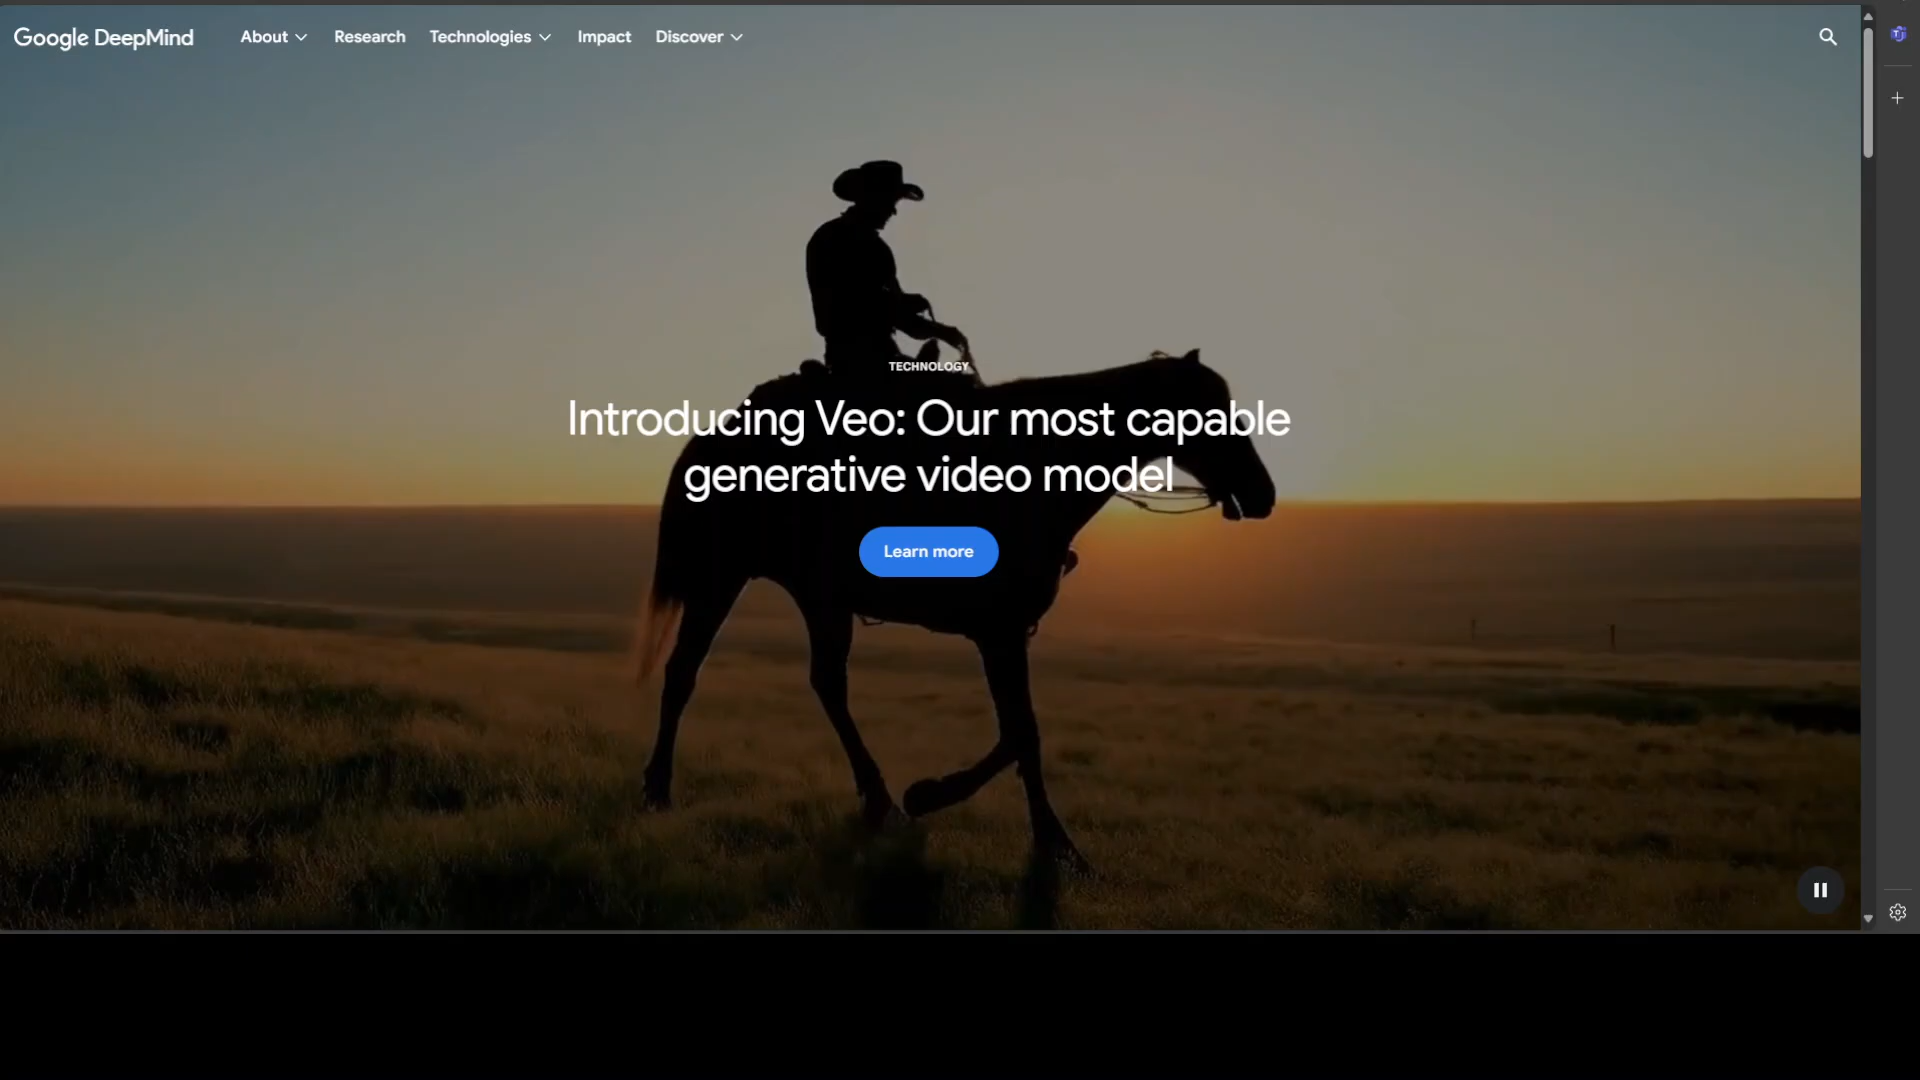 Google DeepMind
About
Research
Technologies
Impact
Discover
TECHNOLOGY
Introducing Veo: Our most capable
generative video model
Learn more